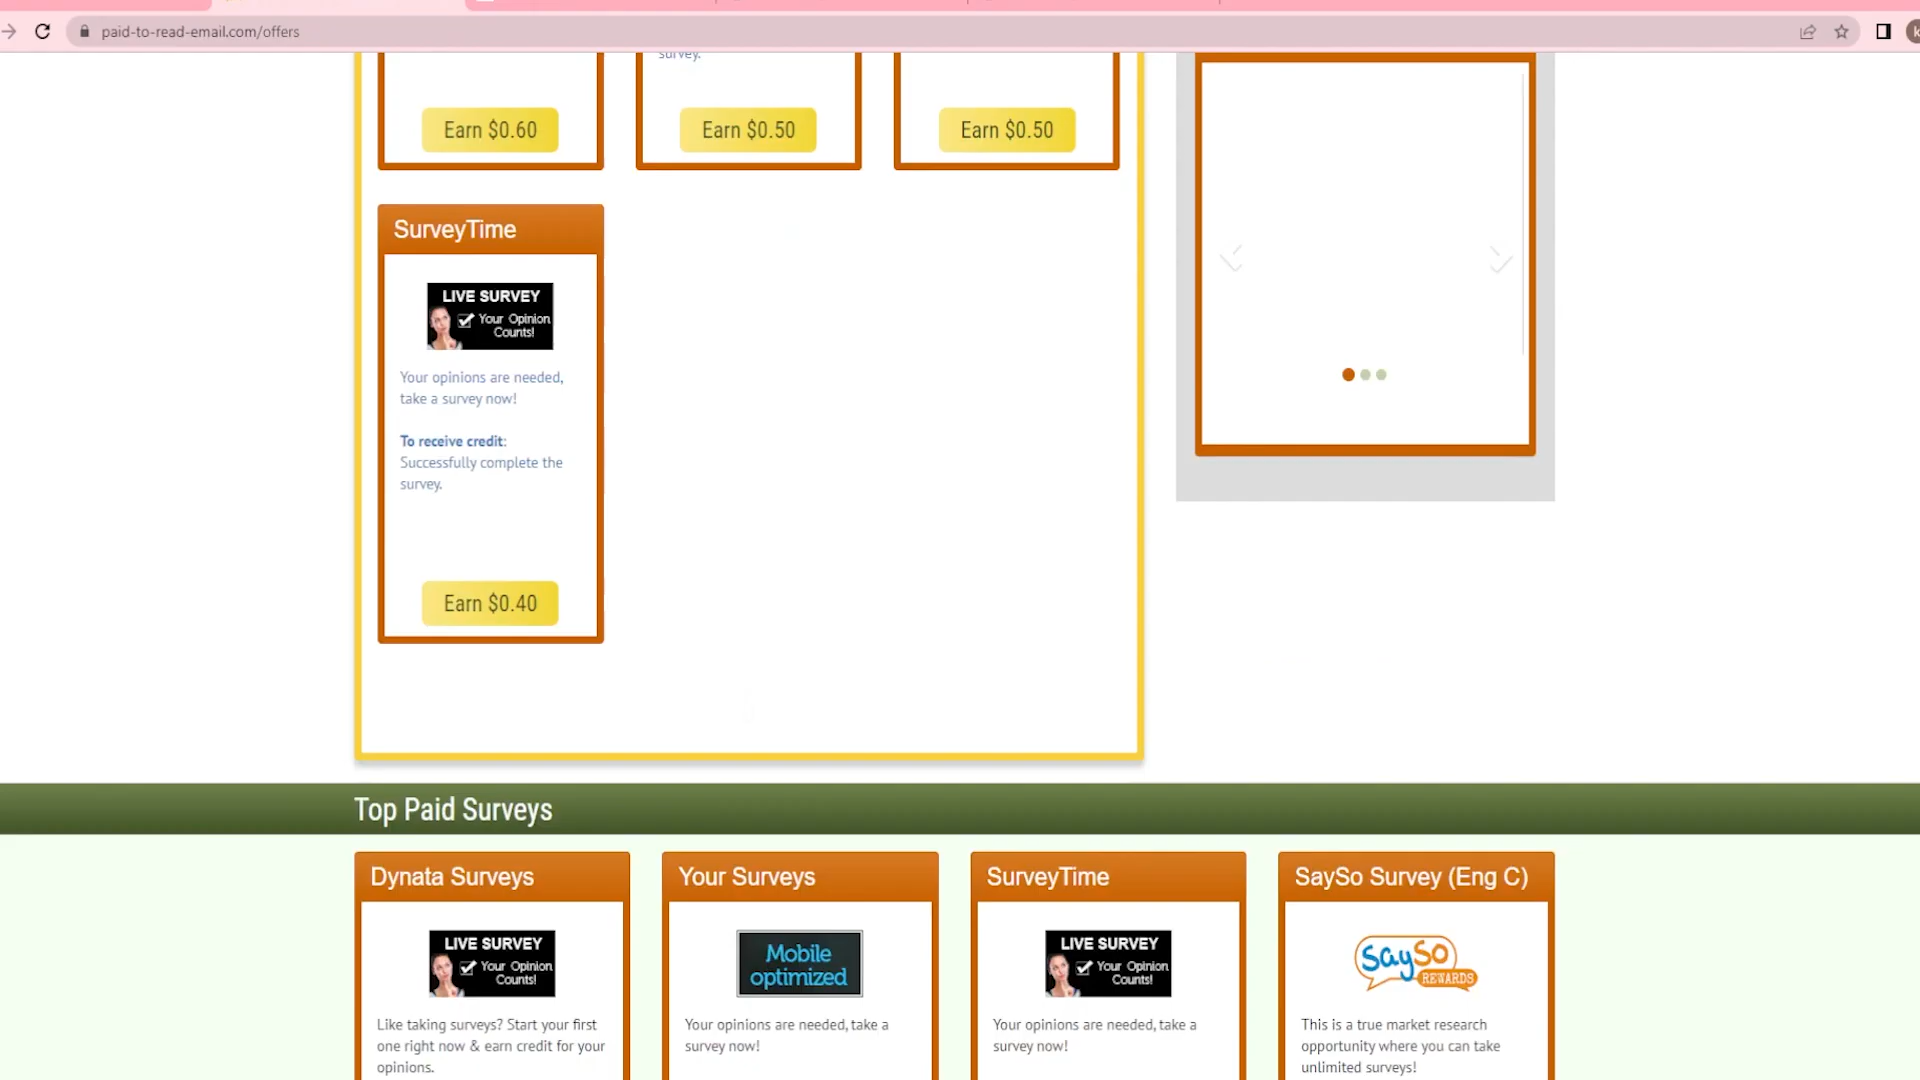 paid-to-read-email.com/offers
survey.
Earn $0.60
Earn $0.50
Earn $0.50
SurveyTime
LIVE SURVEY
Your Opinion
Counts!
Your opinions are needed,
take a survey now!
To receive credit:
Successfully complete the
survey.
Earn $0.40
Top Paid Surveys
Dynata Surveys
LIVE SURVEY
Your Opinion
Counts!
Like taking surveys? Start your first
one right now & earn credit for your
opinions.
Your Surveys
Mobile
optimized
Your opinions are needed, take a
survey now!
SurveyTime
LIVE SURVEY
Your Opinion
Counts!
Your opinions are needed, take a
survey now!
SaySo Survey (Eng C)
SaySo
REWARDS
This is a true market research
opportunity where you can take
unlimited surveys!